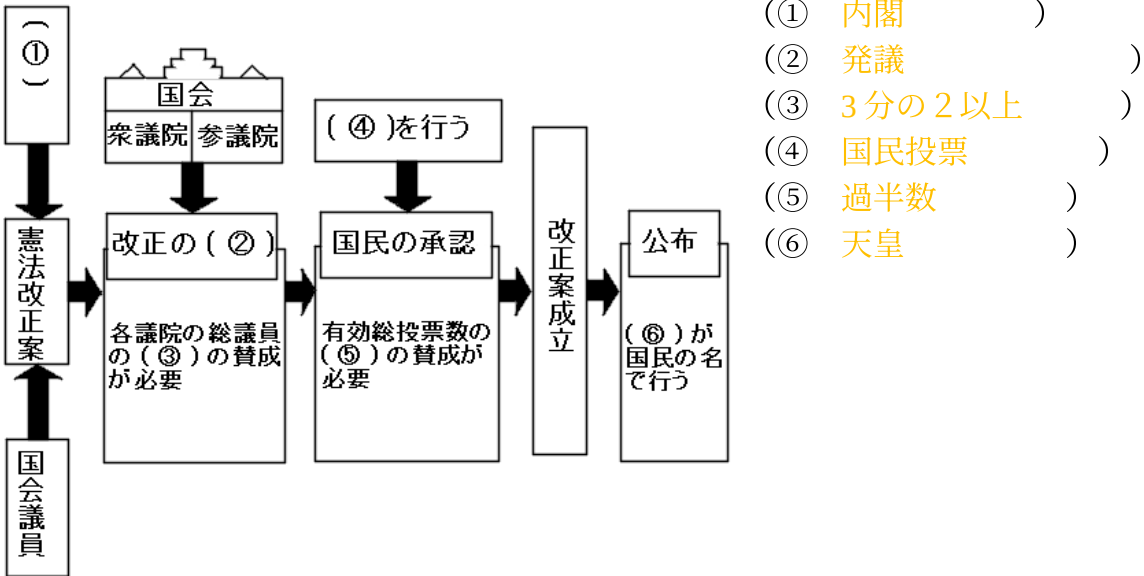 (①)
国会
衆議院 参議院
(④)を行う
憲法改正案
改正の(②)
各議院の総議員
の(③)の賛成
が必要
国民の承認
有効総投票数の
(⑤)の賛成が
必要
改正案成立
公布
(⑥)が
国民の名
で行う
国会議員
(① 内閣 )
(② 発議 )
(③ 3分の2以上 )
(④ 国民投票 )
(⑤ 過半数 )
(⑥ 天皇 )